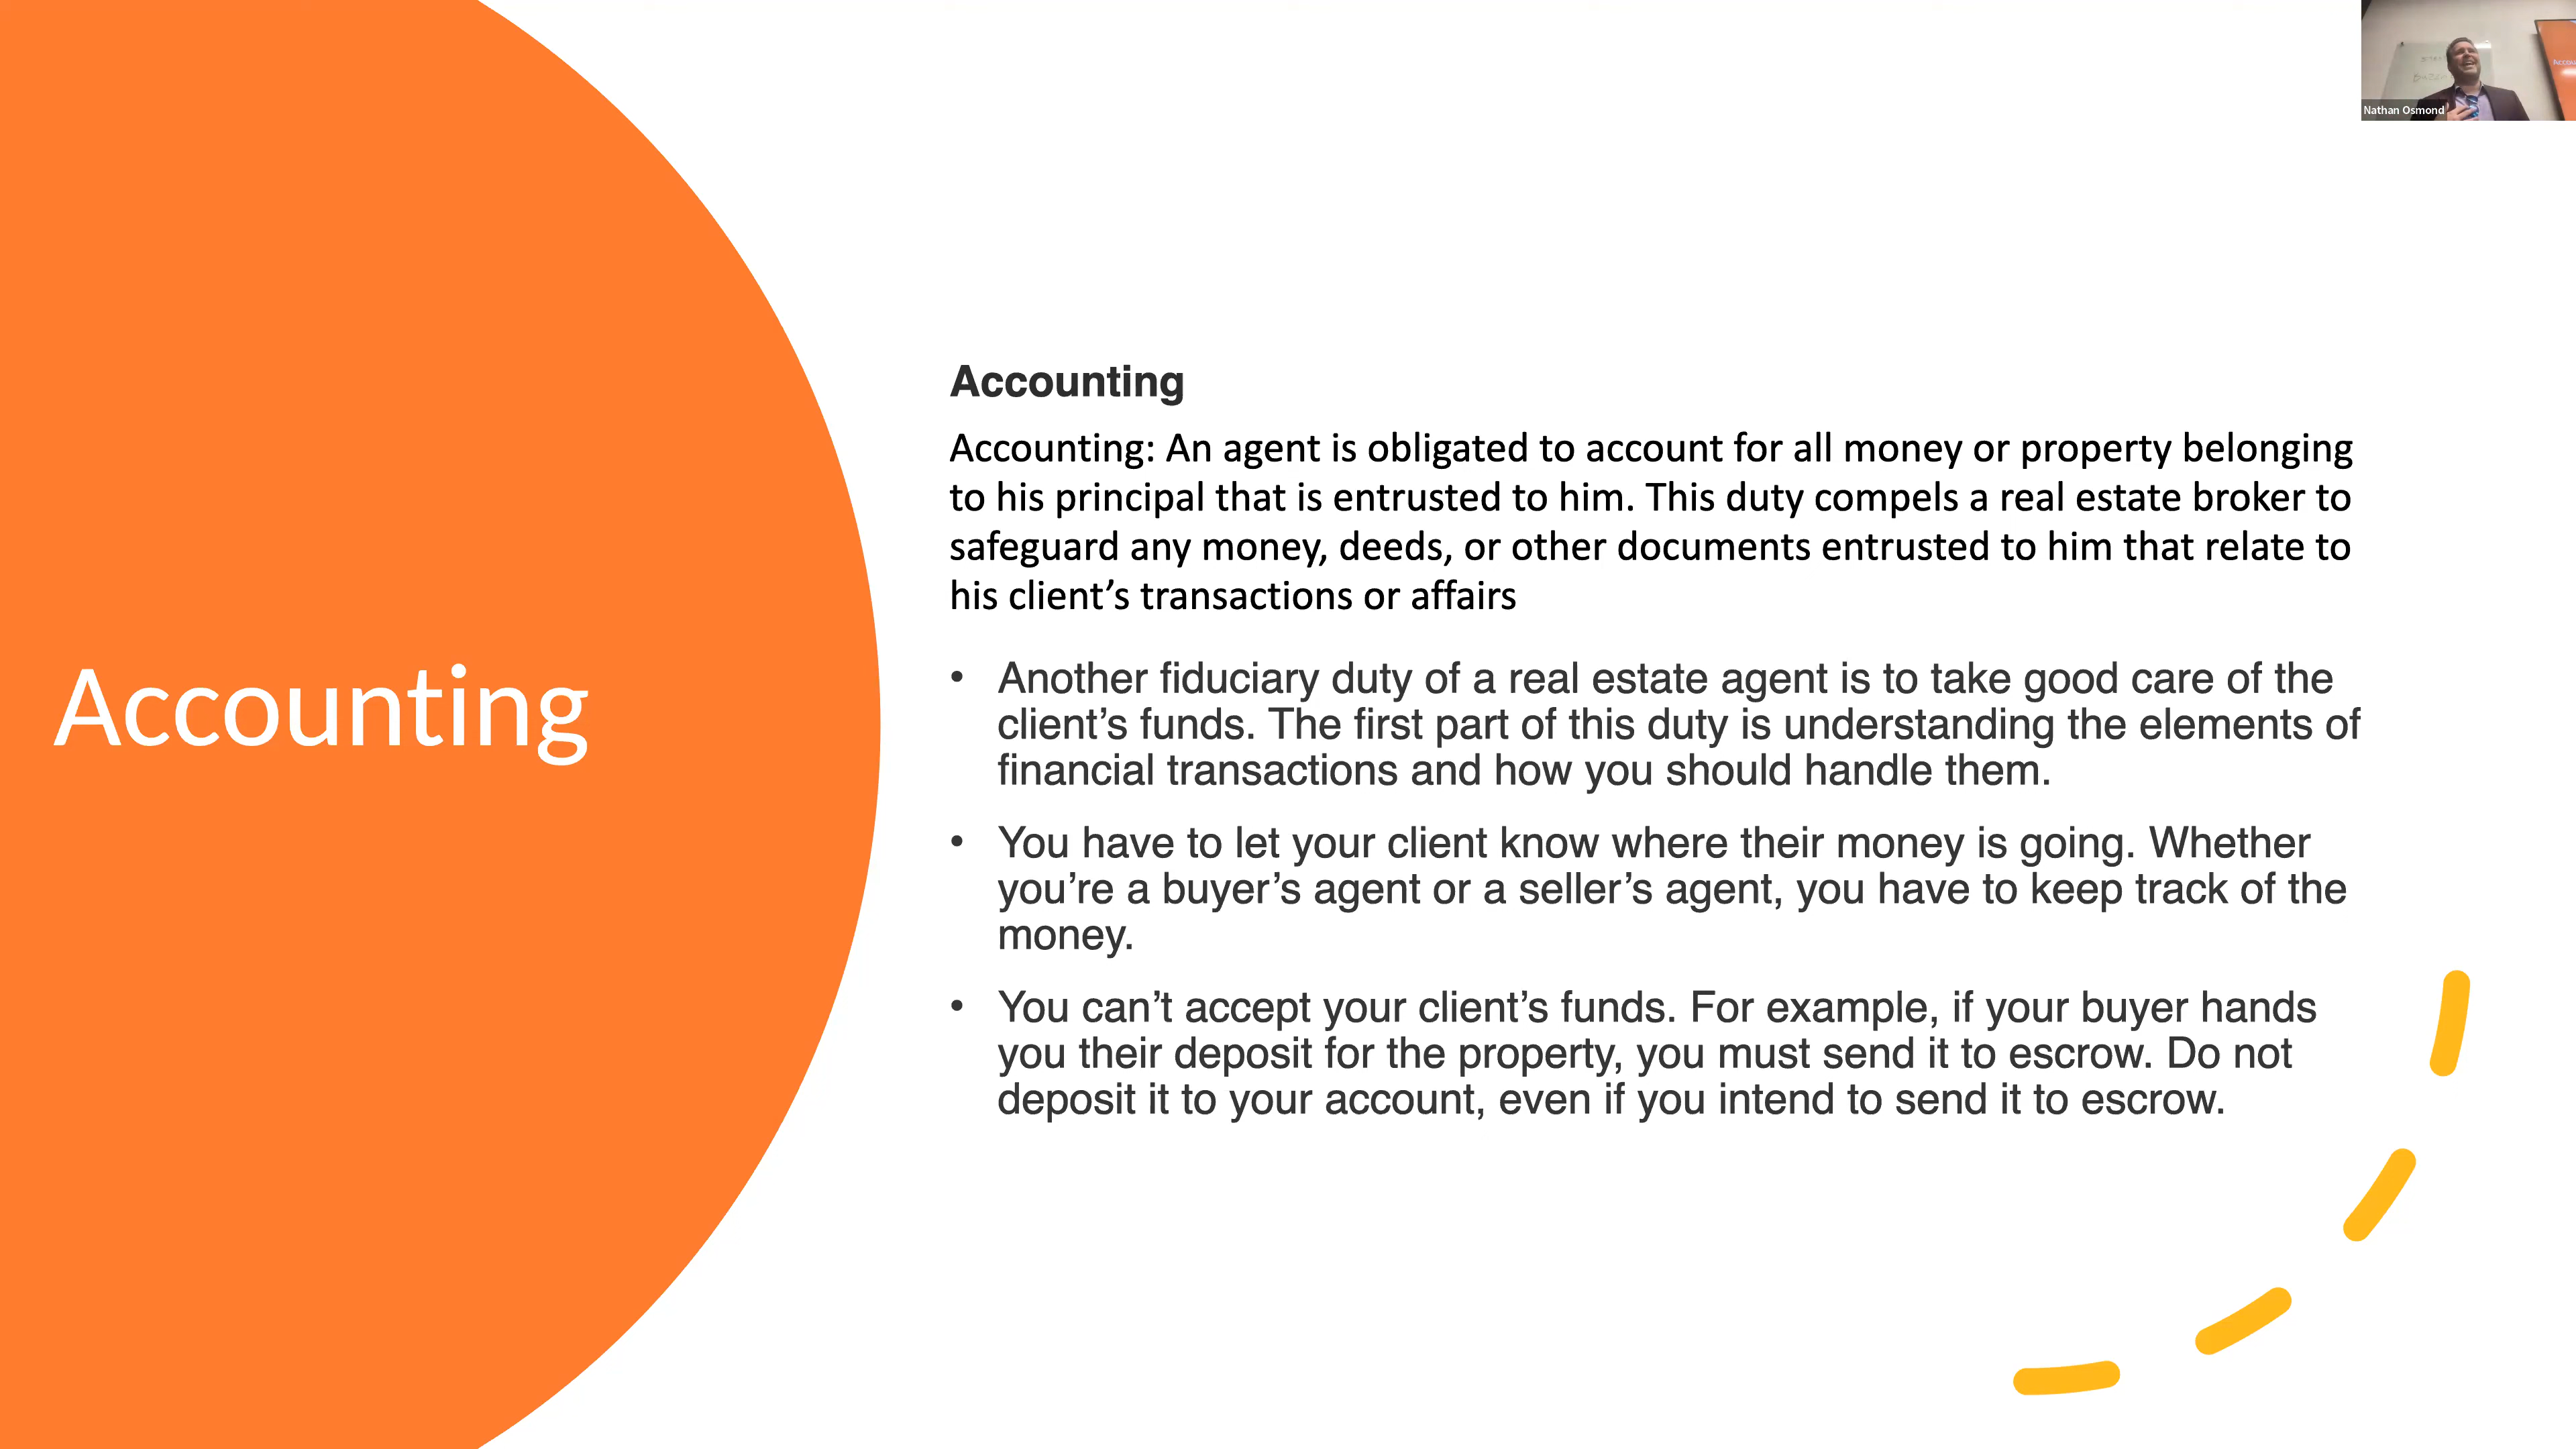 Accounting
Accounting
Accounting: An agent is obligated to account for all money or property belonging
to his principal that is entrusted to him. This duty compels a real estate broker to
safeguard any money, deeds, or other documents entrusted to him that relate to
his client’s transactions or affairs
• Another fiduciary duty of a real estate agent is to take good care of the
client’s funds. The first part of this duty is understanding the elements of
financial transactions and how you should handle them.
• You have to let your client know where their money is going. Whether
you’re a buyer’s agent or a seller’s agent, you have to keep track of the
money.
• You can’t accept your client’s funds. For example, if your buyer hands
you their deposit for the property, you must send it to escrow. Do not
deposit it to your account, even if you intend to send it to escrow.
Nathan Osmond